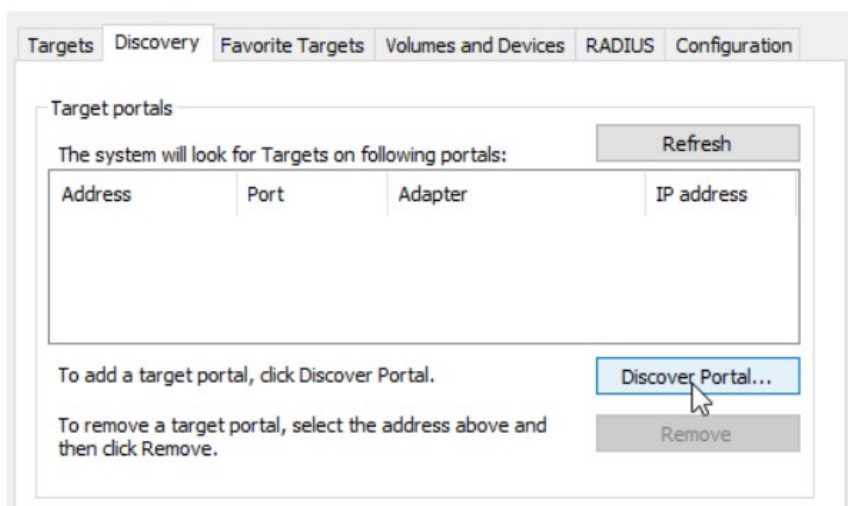 Targets Discovery Favorite Targets Volumes and Devices RADIUS Configuration
Target portals
The system will look for Targets on following portals:
Refresh
Address Port Adapter IP address
To add a target portal, click Discover Portal.
Discover Portal...
To remove a target portal, select the address above and
then click Remove.
Remove